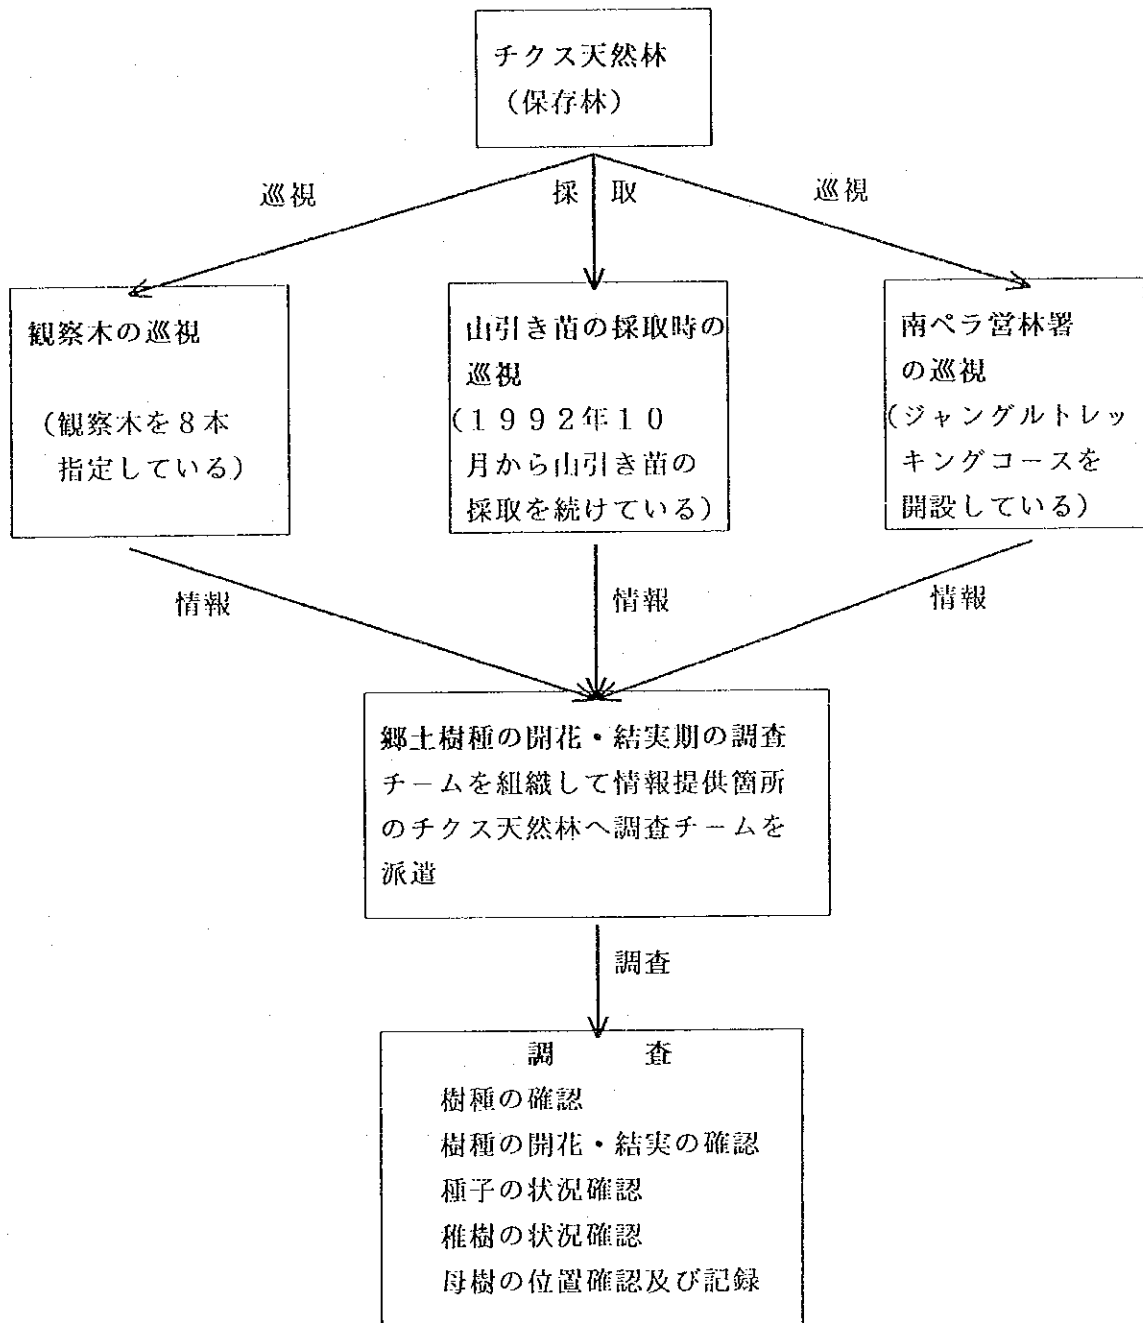 チクス天然林
（保存林）
巡視
採 取
巡視
観察木の巡視
（観察木を８本
指定している）
山引き苗の採取時の
巡視
（１９９２年１０
月から山引き苗の
採取を続けている）
南ペラ営林署
の巡視
（ジャングルトレッ
キングコースを
開設している）
情報
情報
情報
郷土樹種の開花・結実期の調査
チームを組織して情報提供箇所
のチクス天然林へ調査チームを
派遣
調査
調 査
樹種の確認
樹種の開花・結実の確認
種子の状況確認
稚樹の状況確認
母樹の位置確認及び記録